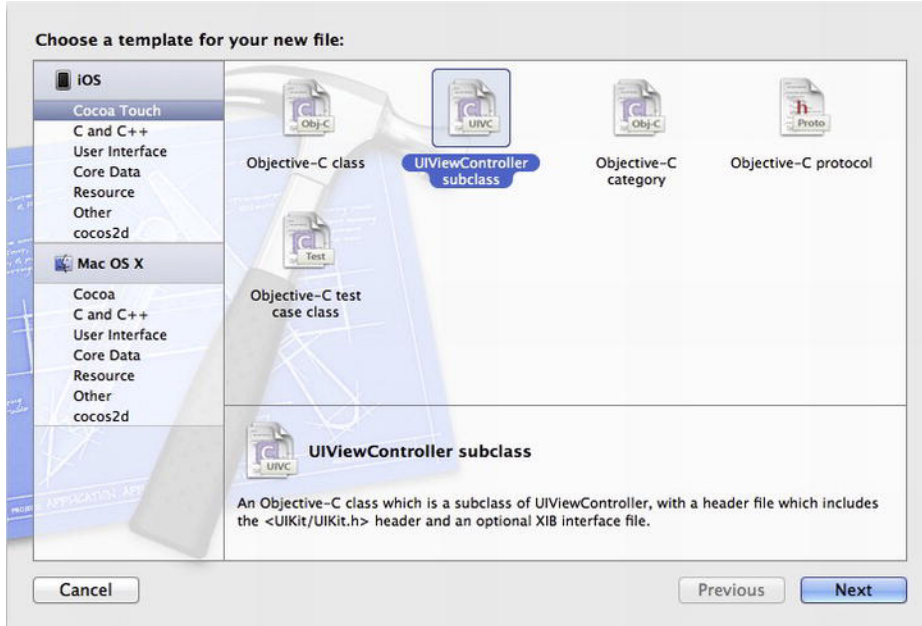 Choose a template for your new file:
iOS
Cocoa Touch
C and C++
User Interface
Core Data
Resource
Other
cocos2d
Mac OS X
Cocoa
C and C++
User Interface
Core Data
Resource
Other
cocos2d
C
Obj-C
Objective-C class
C
UIVC
UIViewController
subclass
C
Obj-C
Objective-C
category
h
Proto
Objective-C protocol
C
Test
Objective-C test
case class
C
UIVC
UIViewController subclass
An Objective-C class which is a subclass of UIViewController, with a header file which includes
the <UIKit/UIKit.h> header and an optional XIB interface file.
Cancel
Previous
Next